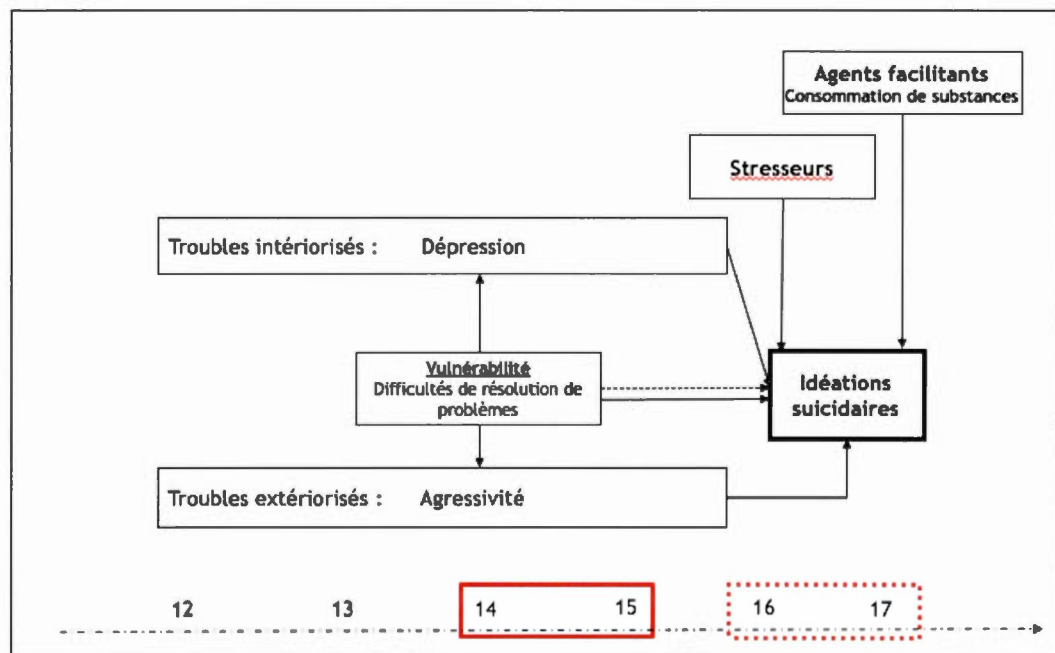 Agents facilitants
Consommation de substances
Stresseurs
Troubles intériorisés : Dépression
Vulnérabilité
Difficultés de résolution de
problèmes
Idéations
suicidaires
Troubles extériorisés : Agressivité
12 13 14 15 16 17